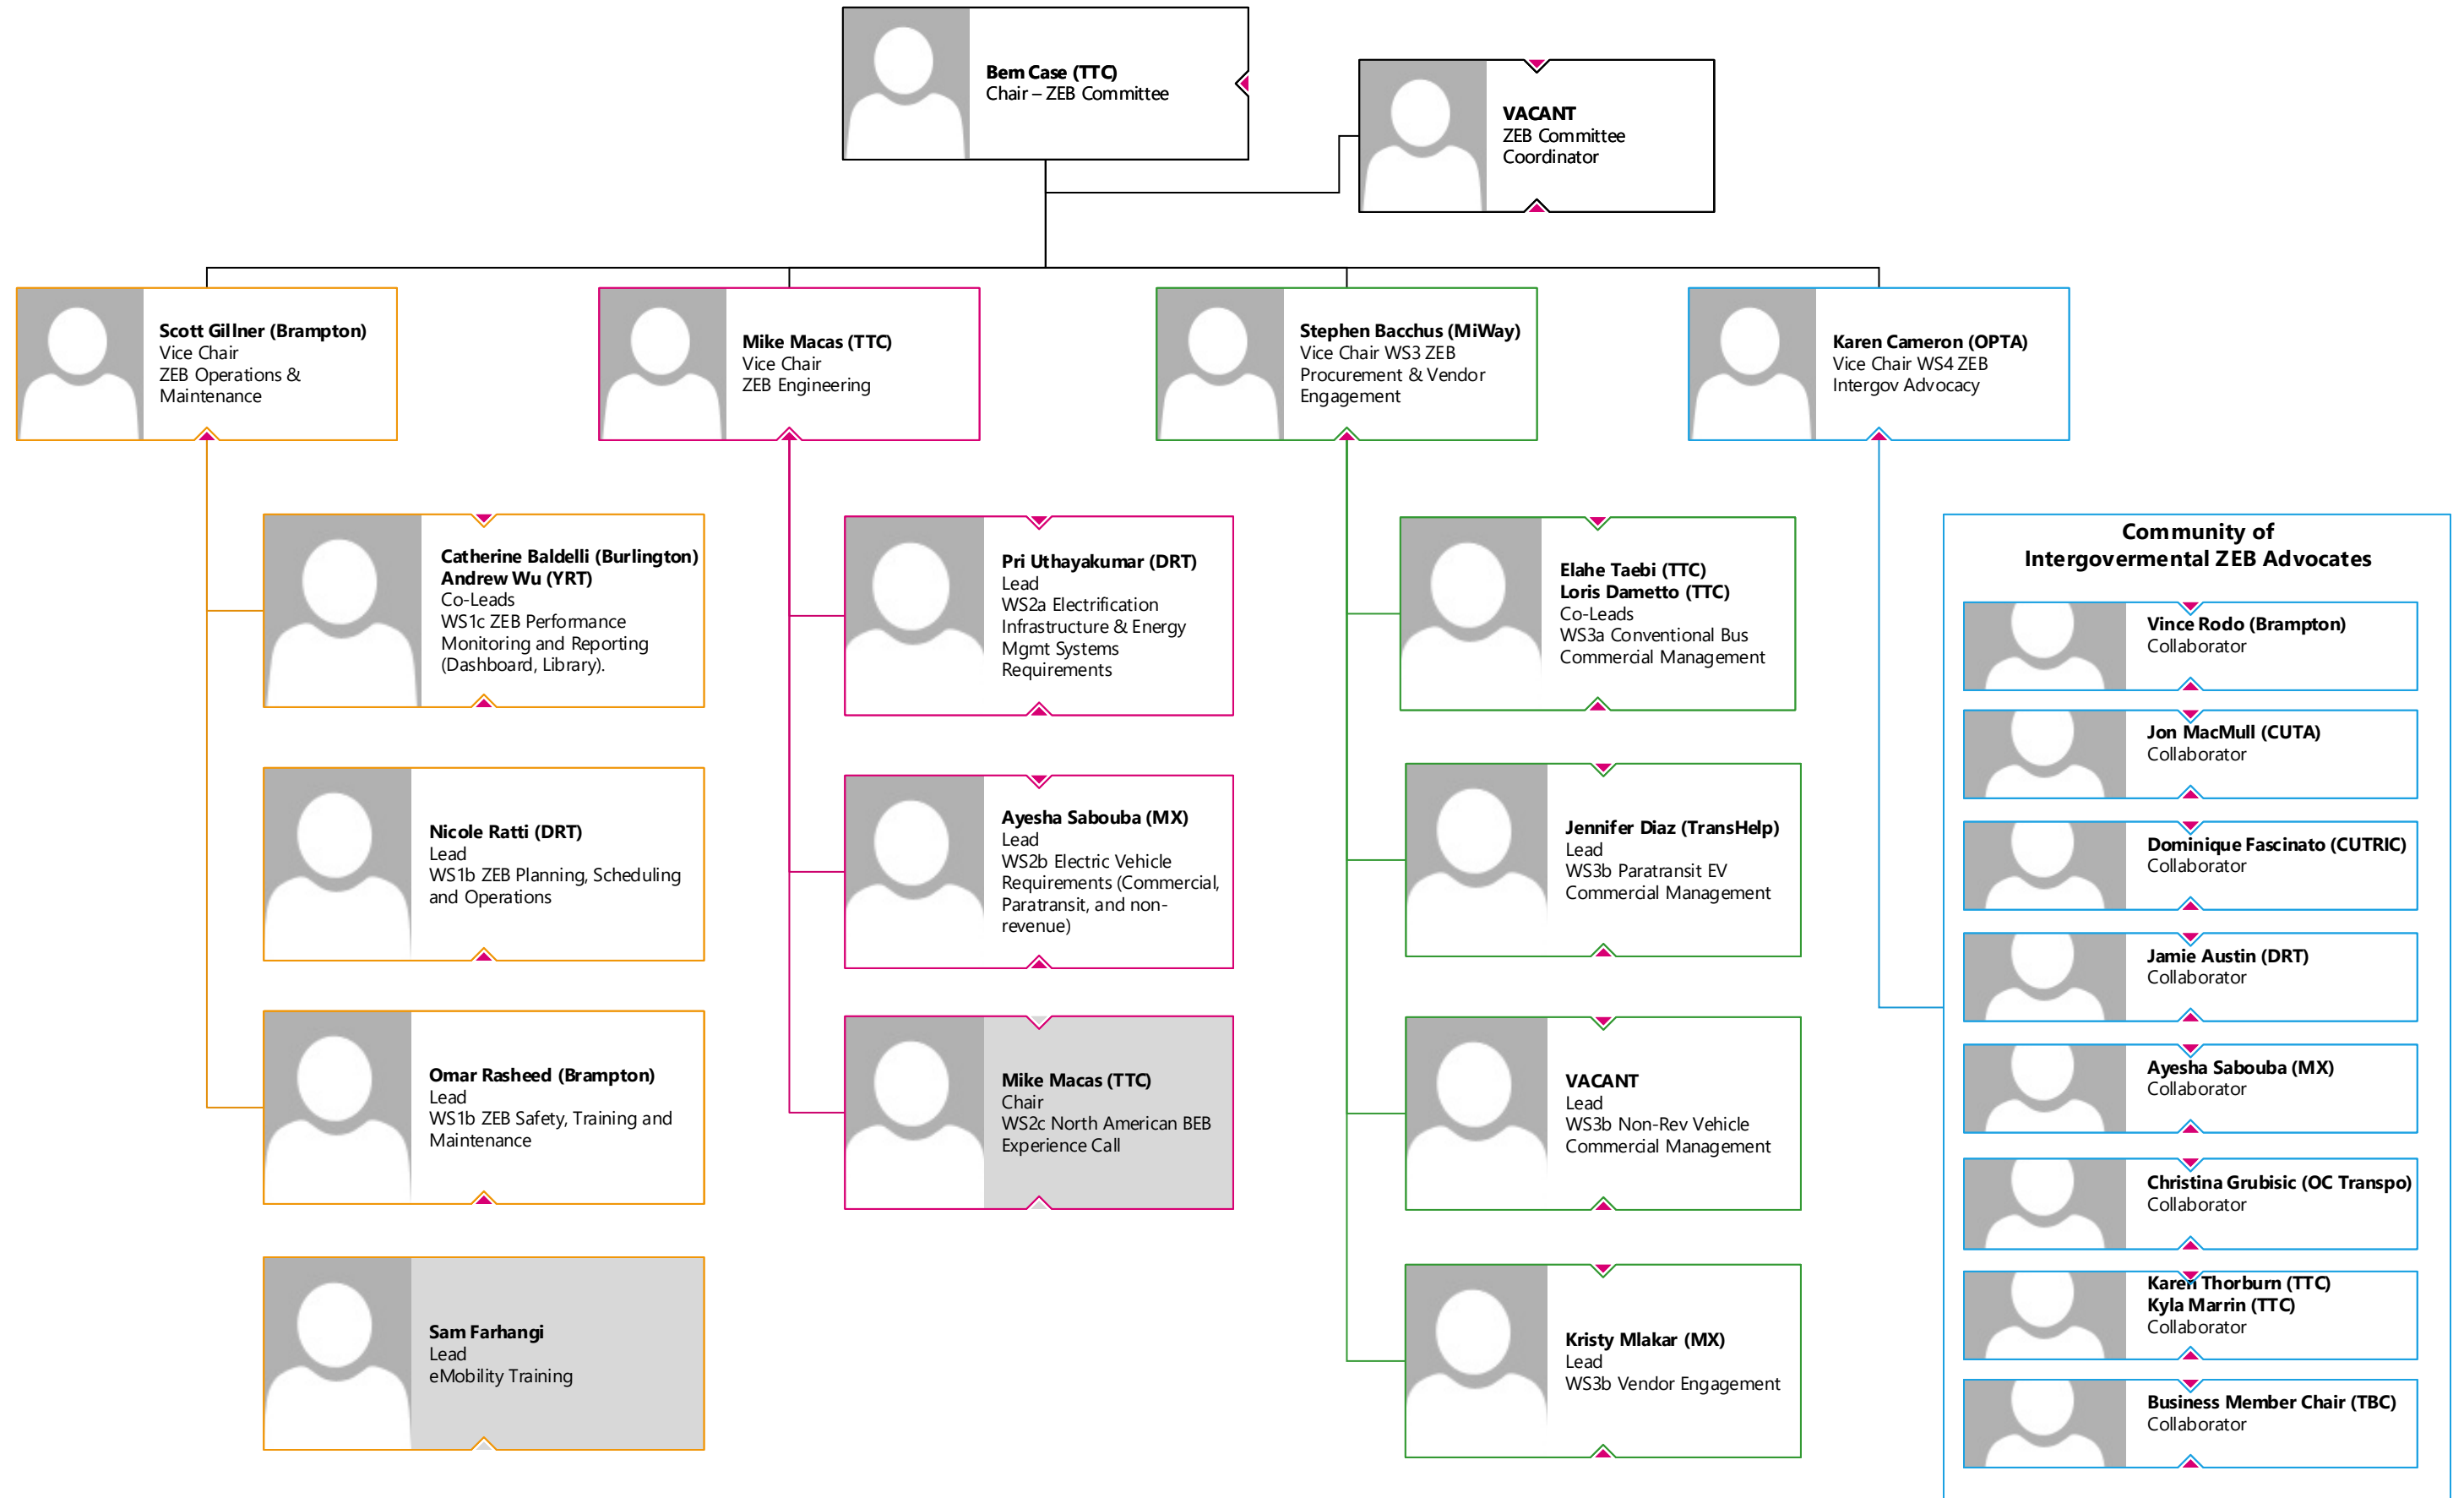 Bem Case (TTC)
Chair – ZEB Committee
VACANT
ZEB Committee
Coordinator
Scott Gillner (Brampton)
Vice Chair
ZEB Operations &
Maintenance
Mike Macas (TTC)
Vice Chair
ZEB Engineering
Stephen Bacchus (MiWay)
Vice Chair WS3 ZEB
Procurement & Vendor
Engagement
Karen Cameron (OPTA)
Vice Chair WS4 ZEB
Intergov Advocacy
Catherine Baldelli (Burlington)
Andrew Wu (YRT)
Co-Leads
WS1c ZEB Performance
Monitoring and Reporting
(Dashboard, Library).
Nicole Ratti (DRT)
Lead
WS1b ZEB Planning, Scheduling
and Operations
Omar Rasheed (Brampton)
Lead
WS1b ZEB Safety, Training and
Maintenance
Sam Farhangi
Lead
eMobility Training
Pri Uthayakumar (DRT)
Lead
WS2a Electrification
Infrastructure & Energy
Mgmt Systems
Requirements
Ayesha Sabouba (MX)
Lead
WS2b Electric Vehicle
Requirements (Commercial,
Paratransit, and non-
revenue)
Mike Macas (TTC)
Chair
WS2c North American BEB
Experience Call
Elahe Taebi (TTC)
Loris Dametto (TTC)
Co-Leads
WS3a Conventional Bus
Commercial Management
Jennifer Diaz (TransHelp)
Lead
WS3b Paratransit EV
Commercial Management
VACANT
Lead
WS3b Non-Rev Vehicle
Commercial Management
Kristy Mlakar (MX)
Lead
WS3b Vendor Engagement
Community of
Intergovermental ZEB Advocates
Vince Rodo (Brampton)
Collaborator
Jon MacMull (CUTA)
Collaborator
Dominique Fascinato (CUTRIC)
Collaborator
Jamie Austin (DRT)
Collaborator
Ayesha Sabouba (MX)
Collaborator
Christina Grubisic (OC Transpo)
Collaborator
Karen Thorburn (TTC)
Kyla Marrin (TTC)
Collaborator
Business Member Chair (TBC)
Collaborator